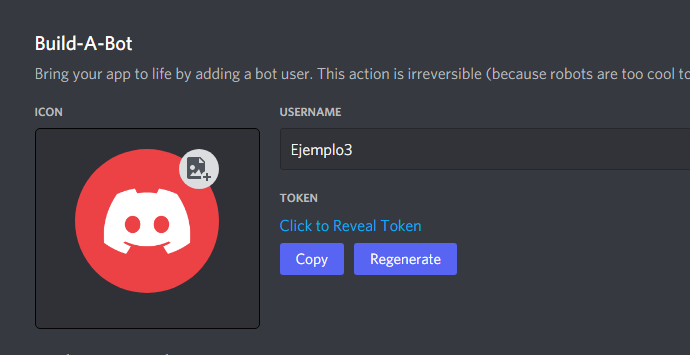 Build-A-Bot
Bring your app to life by adding a bot user. This action is irreversible (because robots are too cool to
ICON
USERNAME
Ejemplo3
TOKEN
Click to Reveal Token
Copy
Regenerate